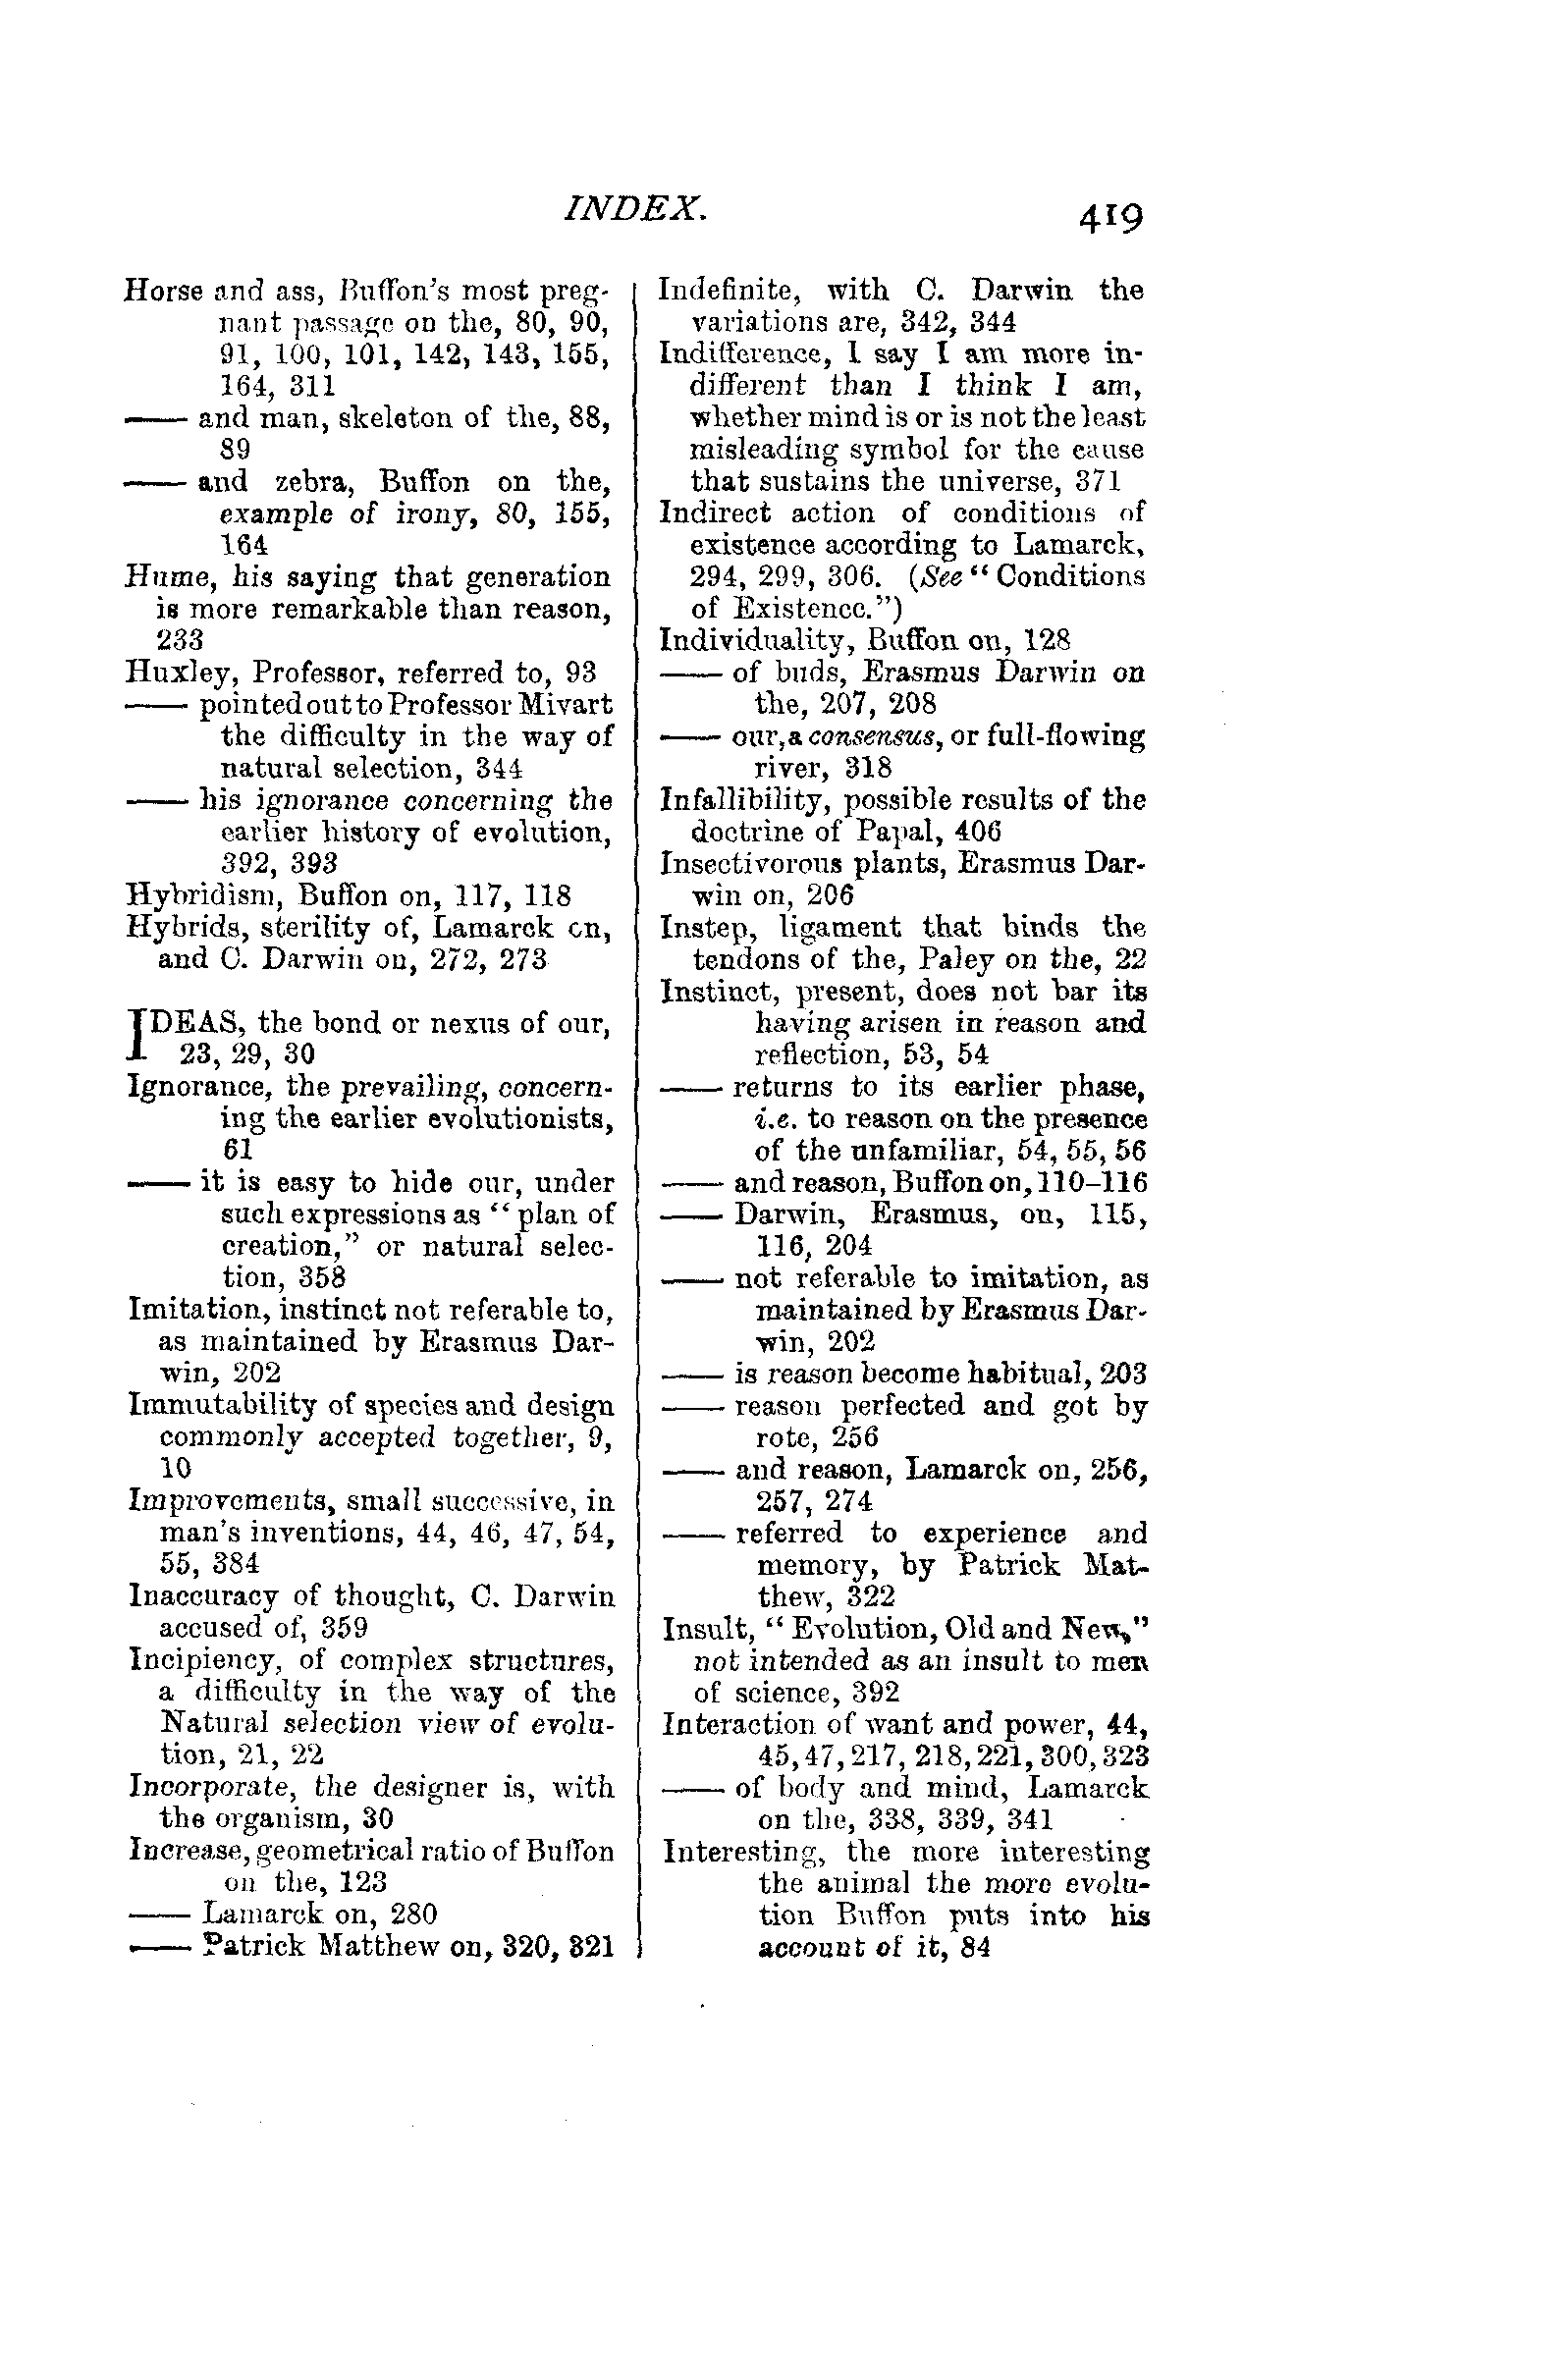 INDEX.
419
Horse and ass, Buffon's most preg-
nant passage on the, 80, 90,
91, 100, 101, 142, 143, 155,
164, 311
—— and man, skeleton of the, 88,
89
—— and zebra, Buffon on the,
example of irony, 80, 155,
164
Hume, his saying that generation
is more remarkable than reason,
233
Huxley, Professor, referred to, 93
—— pointed out to Professor Mivart
the difficulty in the way of
natural selection, 344
—— his ignorance concerning the
earlier history of evolution,
392, 393
Hybridism, Buffon on, 117, 118
Hybrids, sterility of, Lamarck on,
and C. Darwin on, 272, 273
IDEAS, the bond or nexus of our,
23, 29, 30
Ignorance, the prevailing, concern-
ing the earlier evolutionists,
61
—— it is easy to hide our, under
such expressions as "plan of
creation," or natural selec-
tion, 358
Imitation, instinct not referable to,
as maintained by Erasmus Dar-
win, 202
Immutability of species and design
commonly accepted together, 9,
10
Improvements, small successive, in
man's inventions, 44, 46, 47, 54,
55, 384
Inaccuracy of thought, C. Darwin
accused of, 359
Incipiency, of complex structures,
a difficulty in the way of the
Natural selection view of evolu-
tion, 21, 22
Incorporate, the designer is, with
the organism, 30
Increase, geometrical ratio of Buffon
on the, 123
—— Lamarck on, 280
—— Patrick Matthew on, 320, 321
Indefinite, with C. Darwin the
variations are, 342, 344
Indifference, I say I am more in-
different than I think I am,
whether mind is or is not the least
misleading symbol for the cause
that sustains the universe, 371
Indirect action of conditions of
existence according to Lamarck,
294, 299, 306. (See "Conditions
of Existence.")
Individuality, Buffon on, 128
—— of buds, Erasmus Darwin on
the, 207, 208
—— our, a consensus, or full-flowing
river, 318
Infallibility, possible results of the
doctrine of Papal, 406
Insectivorous plants, Erasmus Dar-
win on, 206
Instep, ligament that binds the
tendons of the, Paley on the, 22
Instinct, present, does not bar its
having arisen in reason and
reflection, 53, 54
—— returns to its earlier phase,
i.e. to reason on the presence
of the unfamiliar, 54, 55, 56
—— and reason, Buffon on, 110–116
—— Darwin, Erasmus, on, 115,
116, 204
—— not referable to imitation, as
maintained by Erasmus Dar-
win, 202
—— is reason become habitual, 203
—— reason perfected and got by
rote, 256
—— and reason, Lamarck on, 256,
257, 274
—— referred to experience and
memory, by Patrick Mat-
thew, 322
Insult, "Evolution, Old and New,"
not intended as an insult to men
of science, 392
Interaction of want and power, 44,
45, 47, 217, 218, 221, 300, 323
—— of body and mind, Lamarck
on the, 338, 339, 341
Interesting, the more interesting
the animal the more evolu-
tion Buffon puts into his
account of it, 84